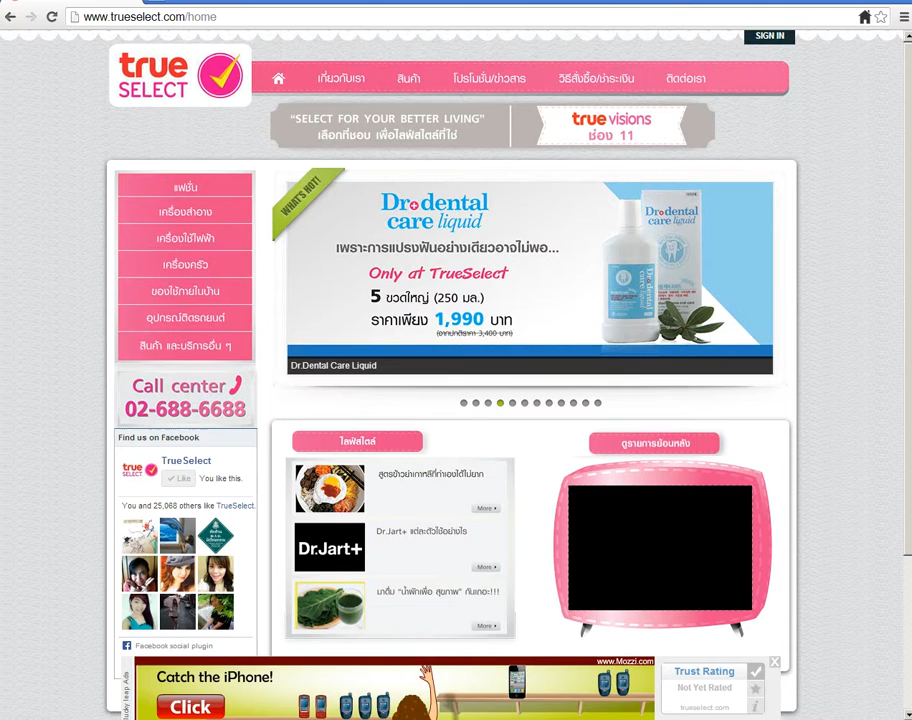 www.trueselect.com/home
SIGN IN
true
SELECT
เกี่ยวกับเรา
สินค้า
โปรโมชั่น/ข่าวสาร
วิธีสั่งซื้อ/ชำระเงิน
ติดต่อเรา
“SELECT FOR YOUR BETTER LIVING”
เลือกที่ชอบ เพื่อไลฟ์สไตล์ที่ใช่
truevisions
ช่อง 11
แฟชั่น
เครื่องสำอาง
เครื่องใช้ไฟฟ้า
เครื่องครัว
ของใช้ภายในบ้าน
อุปกรณ์ติดรถยนต์
สินค้า และบริการอื่น ๆ
Call center
02-688-6688
WHAT'S HOT!
Dr.dental
care liquid
เพราะการแปรงฟันอย่างเดียวอาจไม่พอ...
Only at TrueSelect
5 ขวดใหญ่ (250 มล.)
ราคาเพียง 1,990 บาท
(จากปกติราคา 3,400 บาท)
Dr.dental
care liquid
Dr.Dental Care Liquid
Find us on Facebook
true
SELECT
TrueSelect
Like
You like this.
You and 25,068 others like TrueSelect.
Facebook social plugin
ไลฟ์สไตล์
สูตรข้าวยำเกาหลีที่ทำเองได้ไม่ยาก
More
Dr.Jart+
Dr.Jart+ แต่ละตัวใช้อย่างไร
More
มาดื่ม “น้ำผักเพื่อ สุขภาพ” กันเถอะ!!!
More
ดูรายการย้อนหลัง
www.Mozzi.com
Catch the iPhone!
Click
Trust Rating
Not Yet Rated
trueselect.com